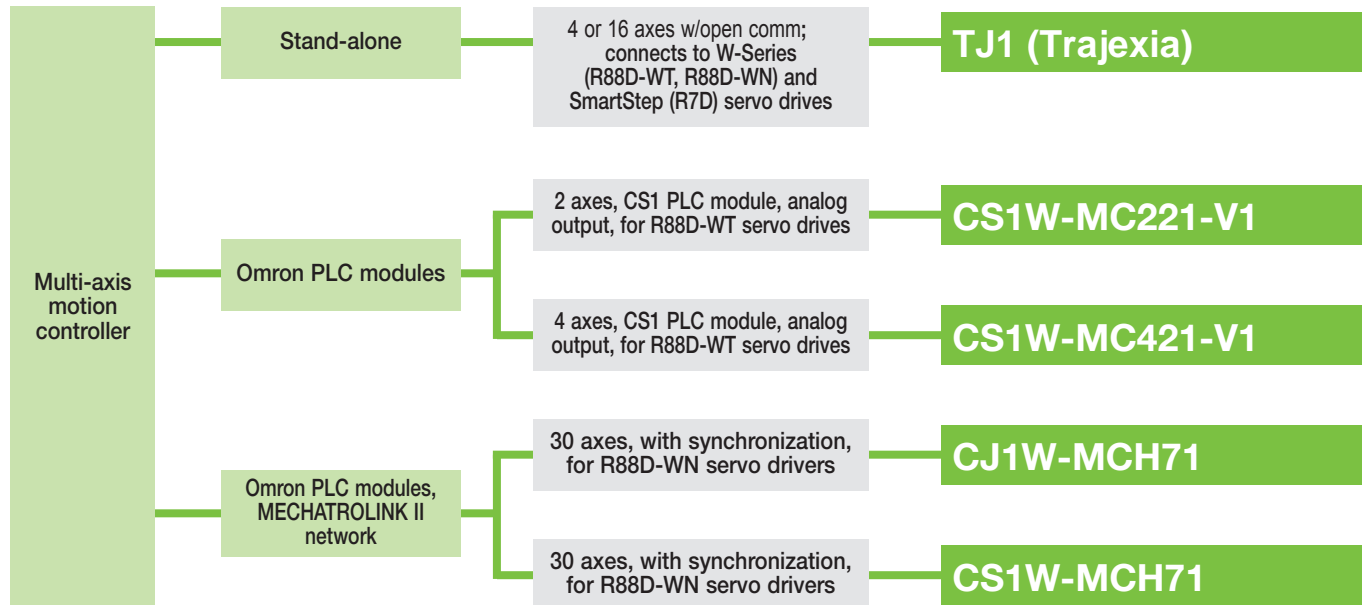 Multi-axis
motion
controller
Stand-alone
4 or 16 axes w/open comm;
connects to W-Series
(R88D-WT, R88D-WN) and
SmartStep (R7D) servo drives
TJ1 (Trajexia)
Omron PLC modules
2 axes, CS1 PLC module, analog
output, for R88D-WT servo drives
CS1W-MC221-V1
4 axes, CS1 PLC module, analog
output, for R88D-WT servo drives
CS1W-MC421-V1
Omron PLC modules,
MECHATROLINK II
network
30 axes, with synchronization,
for R88D-WN servo drivers
CJ1W-MCH71
30 axes, with synchronization,
for R88D-WN servo drivers
CS1W-MCH71